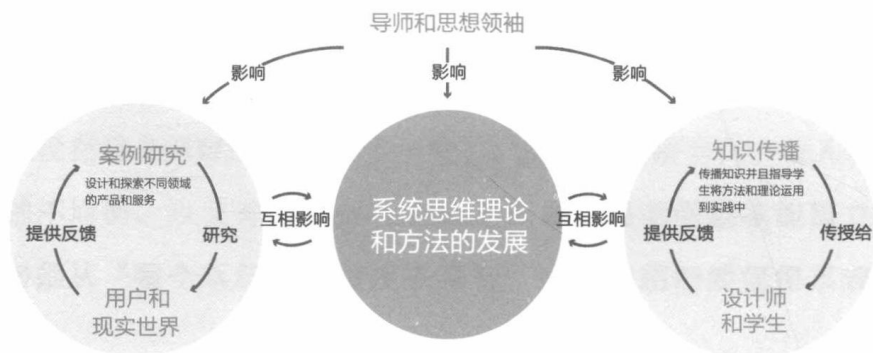 导师和思想领袖
影响
影响
影响
案例研究
设计和探索不同领域
的产品和服务
提供反馈
研究
用户和
现实世界
互相影响
系统思维理论
和方法的发展
互相影响
知识传播
传播知识并且指导学
生将方法和理论运用
到实践中
提供反馈
传授给
设计师
和学生